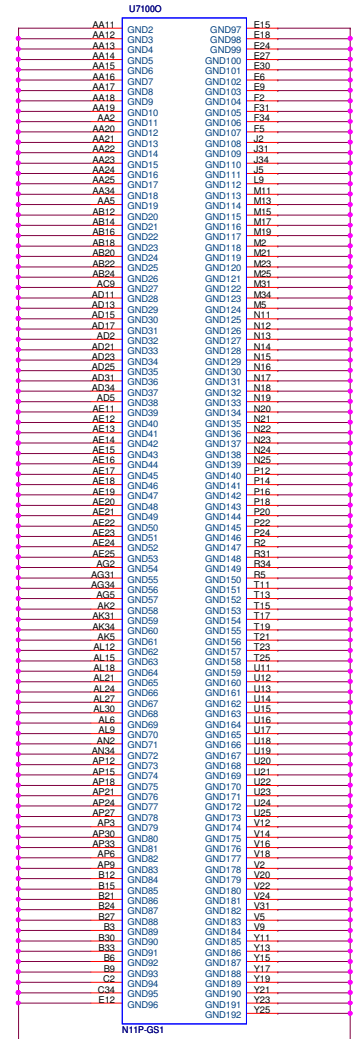 U7100O
AA11 GND2 GND97 E15
AA12 GND3 GND98 E18
AA13 GND4 GND99 E24
AA14 GND5 GND100 E27
AA15 GND6 GND101 E30
AA16 GND7 GND102 E6
AA17 GND8 GND103 E9
AA18 GND9 GND104 F2
AA19 GND10 GND105 F31
AA2 GND11 GND106 F34
AA20 GND12 GND107 F5
AA21 GND13 GND108 J2
AA22 GND14 GND109 J31
AA23 GND15 GND110 J34
AA24 GND16 GND111 J5
AA25 GND17 GND112 L9
AA34 GND18 GND113 M11
AA5 GND19 GND114 M13
AB12 GND20 GND115 M15
AB14 GND21 GND116 M17
AB16 GND22 GND117 M19
AB18 GND23 GND118 M2
AB20 GND24 GND119 M21
AB22 GND25 GND120 M23
AB24 GND26 GND121 M25
AC9 GND27 GND122 M31
AD11 GND28 GND123 M34
AD13 GND29 GND124 M5
AD15 GND30 GND125 N11
AD17 GND31 GND126 N12
AD2 GND32 GND127 N13
AD21 GND33 GND128 N14
AD23 GND34 GND129 N15
AD25 GND35 GND130 N16
AD31 GND36 GND131 N17
AD34 GND37 GND132 N18
AD5 GND38 GND133 N19
AE11 GND39 GND134 N20
AE12 GND40 GND135 N21
AE13 GND41 GND136 N22
AE14 GND42 GND137 N23
AE15 GND43 GND138 N24
AE16 GND44 GND139 N25
AE17 GND45 GND140 P12
AE18 GND46 GND141 P14
AE19 GND47 GND142 P16
AE20 GND48 GND143 P18
AE21 GND49 GND144 P20
AE22 GND50 GND145 P22
AE23 GND51 GND146 P24
AE24 GND52 GND147 R2
AE25 GND53 GND148 R31
AG2 GND54 GND149 R34
AG31 GND55 GND150 R5
AG34 GND56 GND151 T11
AG5 GND57 GND152 T13
AK2 GND58 GND153 T15
AK31 GND59 GND154 T17
AK34 GND60 GND155 T19
AK5 GND61 GND156 T21
AL12 GND62 GND157 T23
AL15 GND63 GND158 T25
AL18 GND64 GND159 U11
AL21 GND65 GND160 U12
AL24 GND66 GND161 U13
AL27 GND67 GND162 U14
AL30 GND68 GND163 U15
AL6 GND69 GND164 U16
AL9 GND70 GND165 U17
AN2 GND71 GND166 U18
AN34 GND72 GND167 U19
AP12 GND73 GND168 U20
AP15 GND74 GND169 U21
AP18 GND75 GND170 U22
AP21 GND76 GND171 U23
AP24 GND77 GND172 U24
AP27 GND78 GND173 U25
AP3 GND79 GND174 V12
AP30 GND80 GND175 V14
AP33 GND81 GND176 V16
AP6 GND82 GND177 V18
AP9 GND83 GND178 V2
B12 GND84 GND179 V20
B15 GND85 GND180 V22
B21 GND86 GND181 V24
B24 GND87 GND182 V31
B27 GND88 GND183 V5
B3 GND89 GND184 V9
B30 GND90 GND185 Y11
B33 GND91 GND186 Y13
B6 GND92 GND187 Y15
B9 GND93 GND188 Y17
C2 GND94 GND189 Y19
C34 GND95 GND190 Y21
E12 GND96 GND191 Y23
GND192 Y25
N11P-GS1